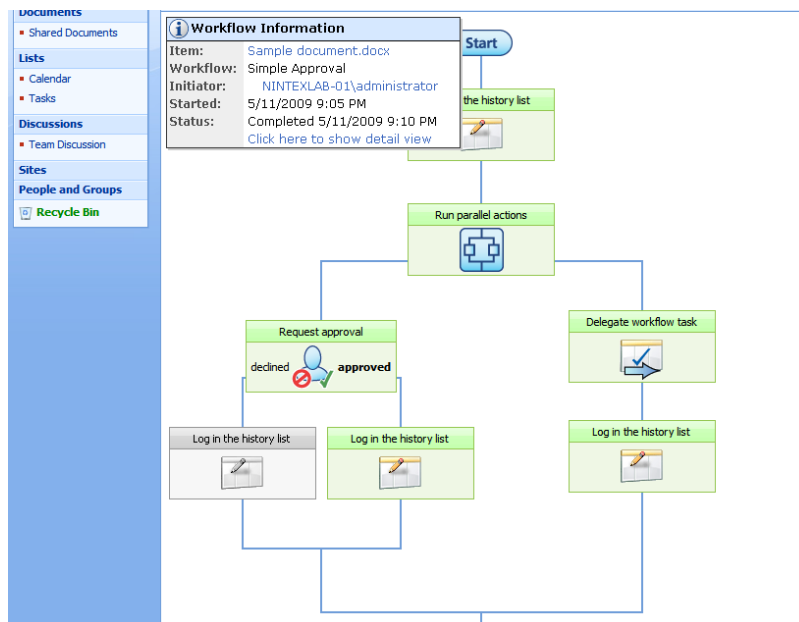 Documents
Shared Documents
Lists
Calendar
Tasks
Discussions
Team Discussion
Sites
People and Groups
Recycle Bin
Workflow Information
Item: Sample document.docx
Workflow: Simple Approval
Initiator: NINTEXLAB-01\administrator
Started: 5/11/2009 9:05 PM
Status: Completed 5/11/2009 9:10 PM
Click here to show detail view
Start
the history list
Run parallel actions
Request approval
declined approved
Delegate workflow task
Log in the history list
Log in the history list
Log in the history list